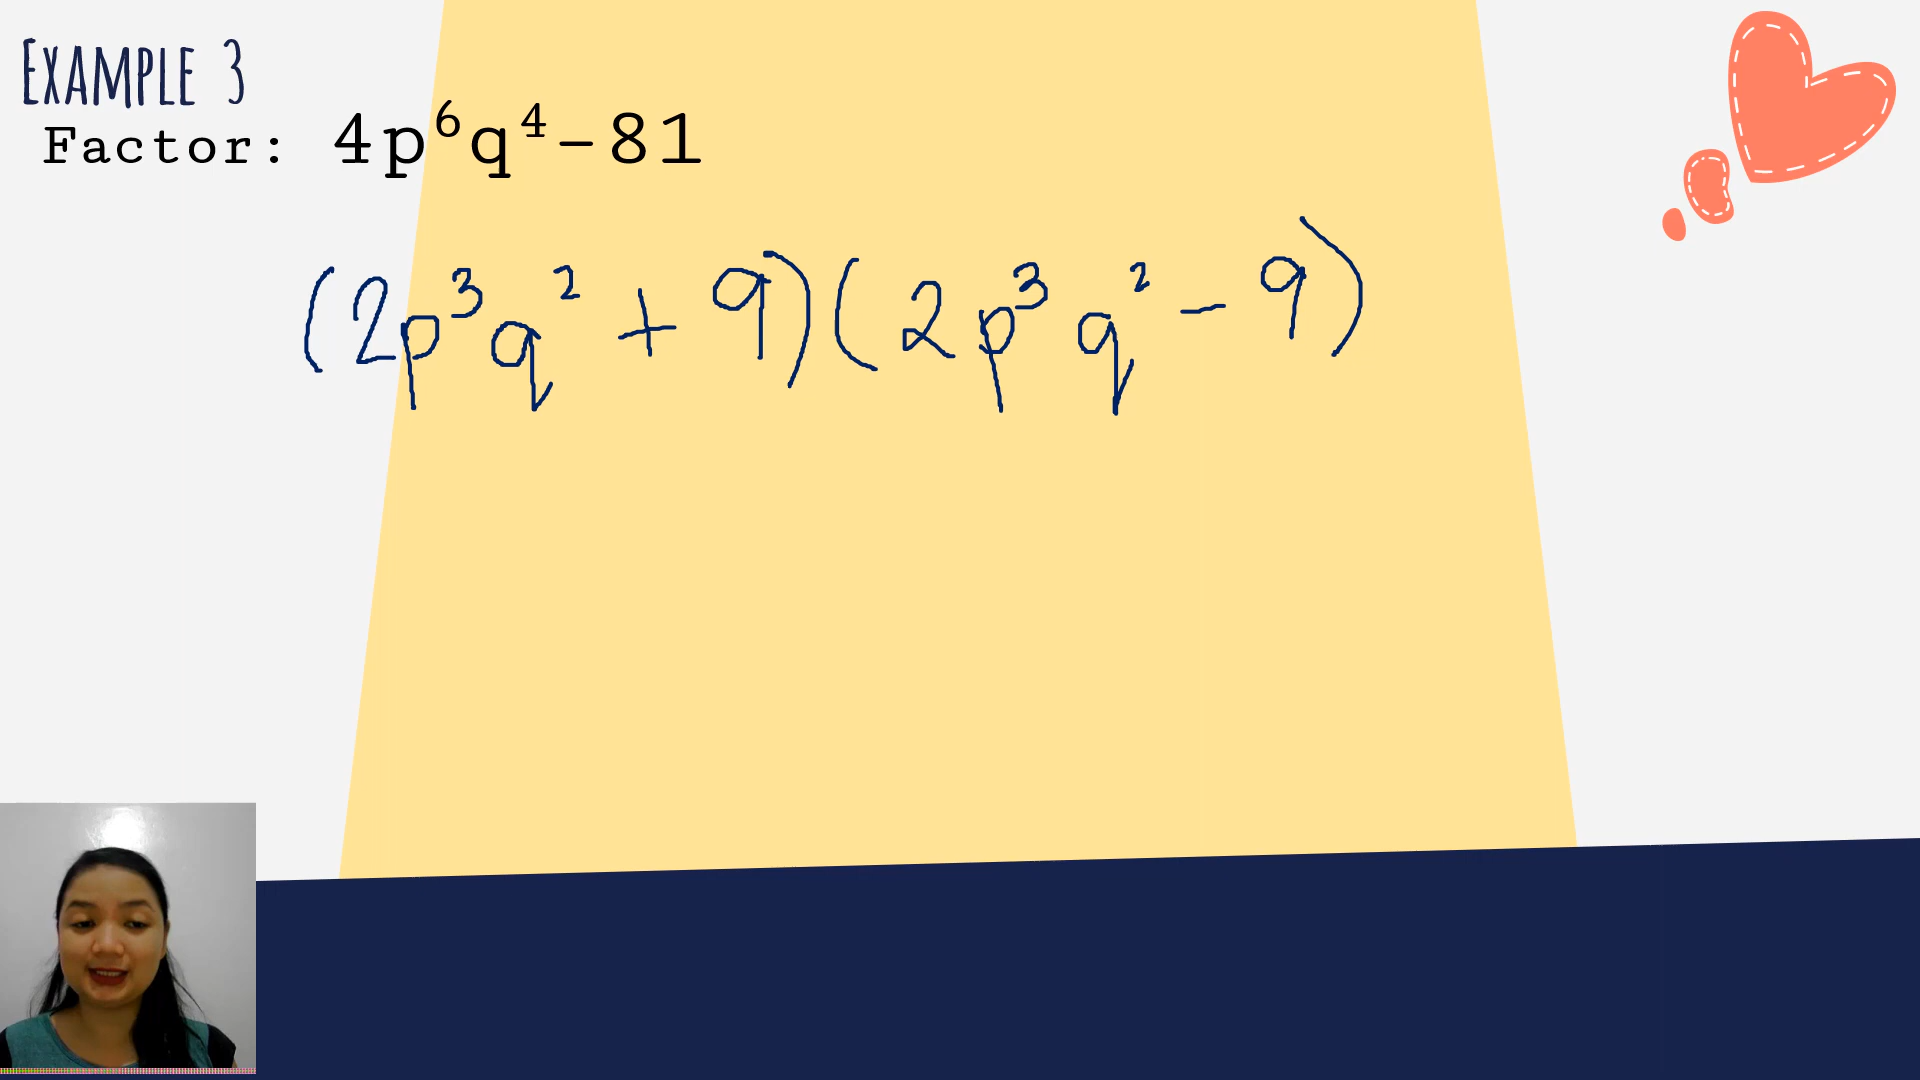 EXAMPLE 3
Factor: 4p⁶q⁴-81
(2p³q² + 9)(2p³q² - 9)